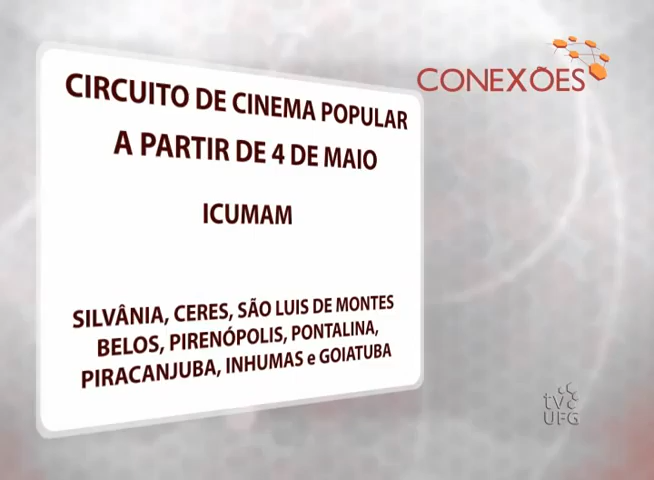 CIRCUITO DE CINEMA POPULAR
A PARTIR DE 4 DE MAIO
ICUMAM
SILVÂNIA, CERES, SÃO LUIS DE MONTES
BELOS, PIRENÓPOLIS, PONTALINA,
PIRACANJUBA, INHUMAS e GOIATUBA
CONEXÕES
tv
UFG